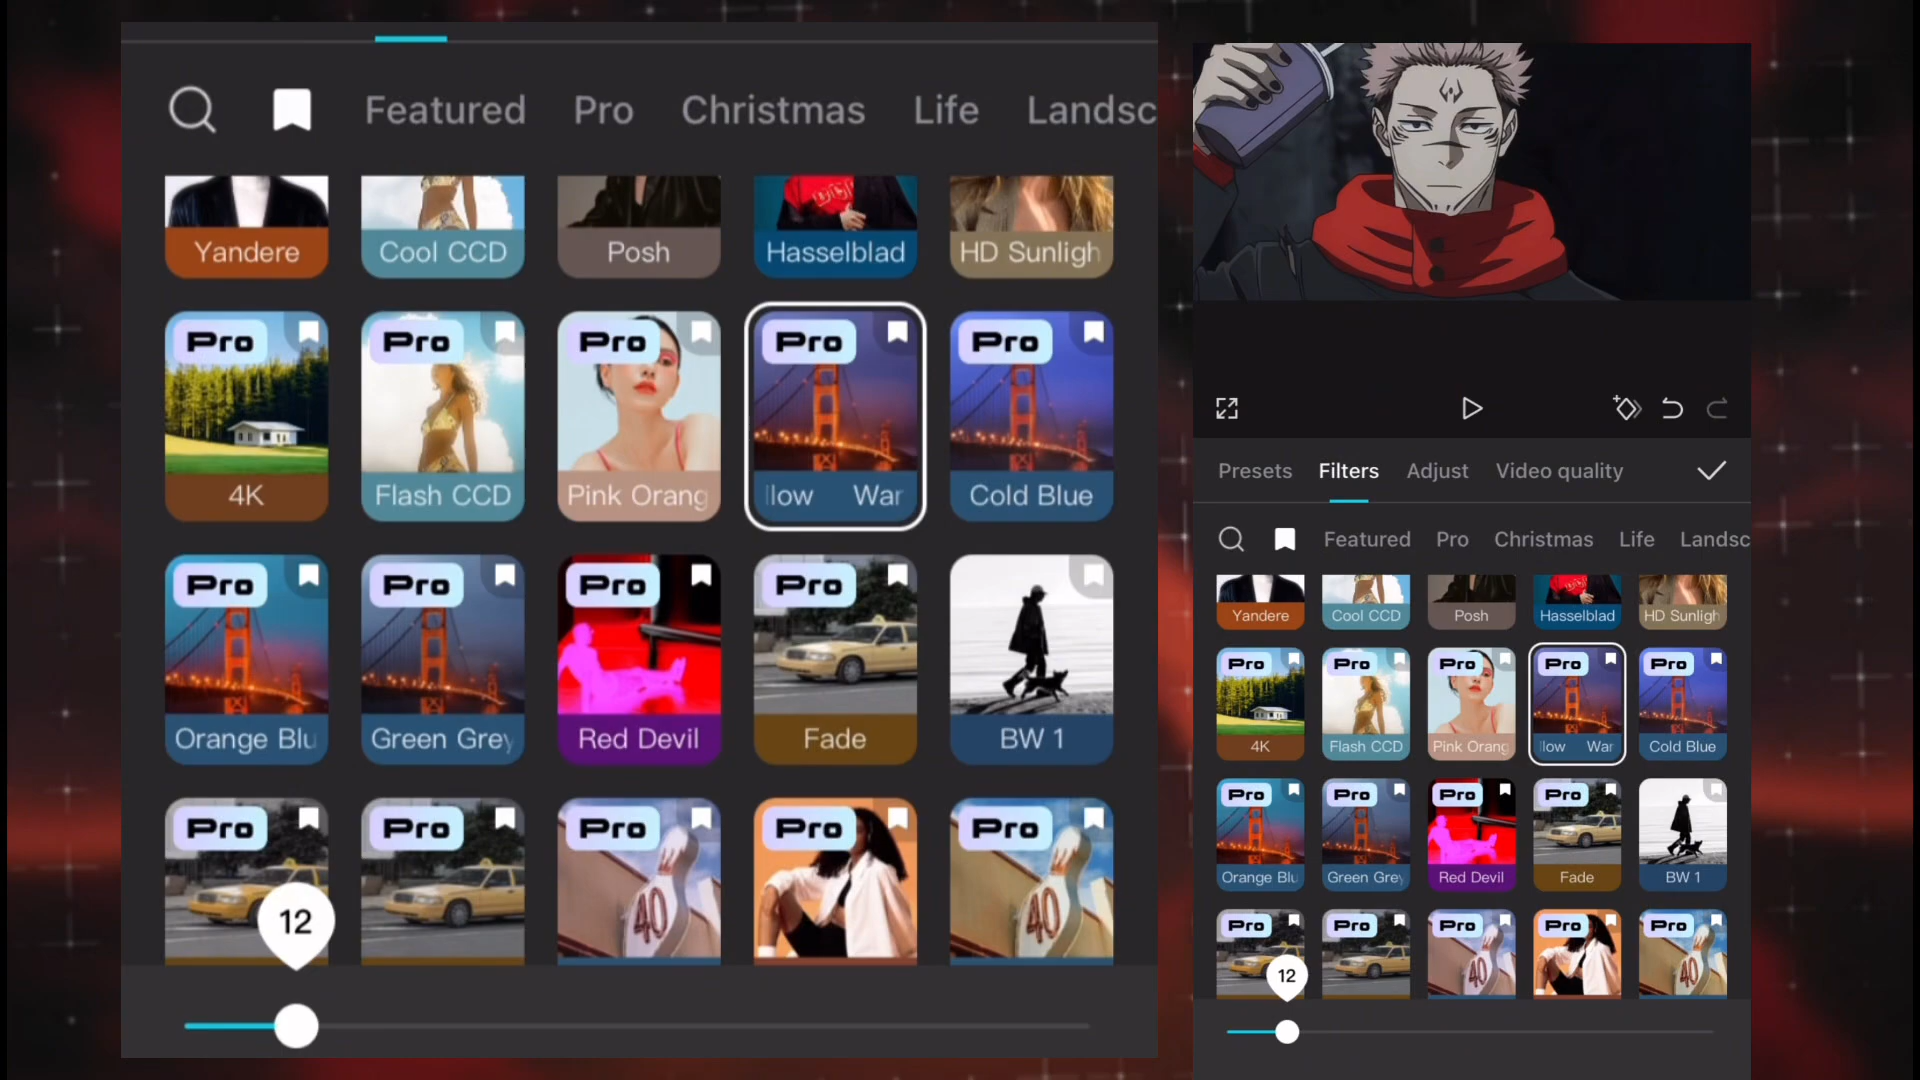 Featured Pro Christmas Life Landsc
Yandere Cool CCD Posh Hasselblad HD Sunligh
Pro Pro Pro Pro Pro
4K Flash CCD Pink Orang llow War Cold Blue
Pro Pro Pro Pro
Orange Blu Green Grey Red Devil Fade BW 1
Pro Pro Pro Pro Pro
40 40
12
Presets Filters Adjust Video quality
Featured Pro Christmas Life Landsc
Yandere Cool CCD Posh Hasselblad HD Sunligh
Pro Pro Pro Pro Pro
4K Flash CCD Pink Orang llow War Cold Blue
Pro Pro Pro Pro
Orange Blu Green Grey Red Devil Fade BW 1
Pro Pro Pro Pro Pro
40 40
12